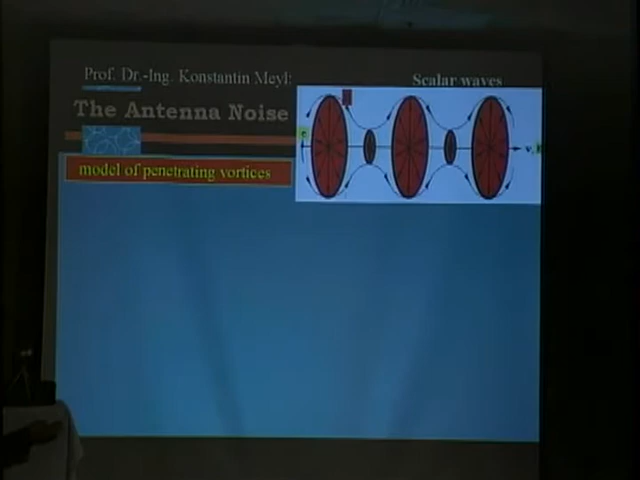 Prof. Dr.-Ing. Konstantin Meyl:
Scalar waves
The Antenna Noise
model of penetrating vortices